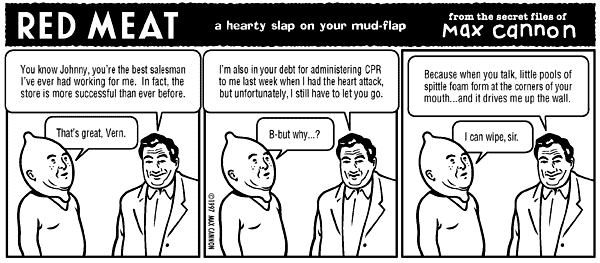 RED MEAT
a hearty slap on your mud-flap
from the secret files of
Max cannon
You know Johnny, you're the best salesman
I've ever had working for me. In fact, the
store is more successful than ever before.
That's great, Vern.
I'm also in your debt for administering CPR
to me last week when I had the heart attack,
but unfortunately, I still have to let you go.
B-but why...?
©1997 MAX CANNON
Because when you talk, little pools of
spittle foam form at the corners of your
mouth...and it drives me up the wall.
I can wipe, sir.